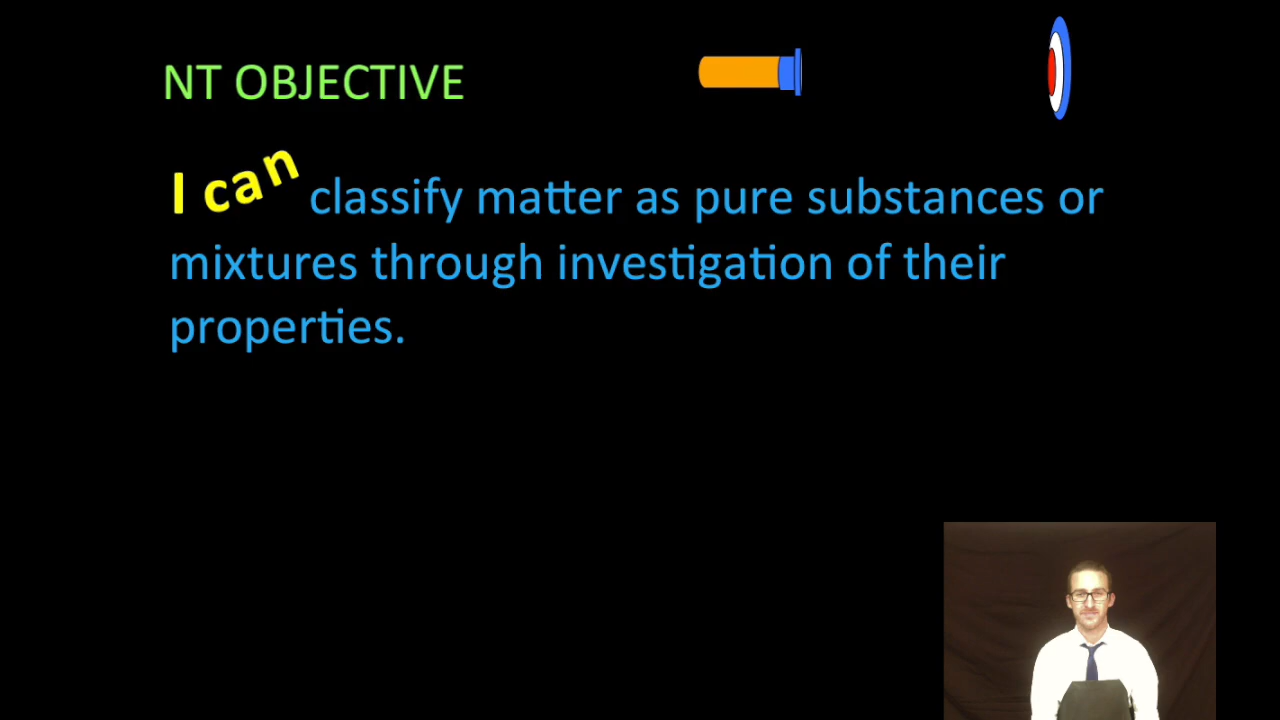 NT OBJECTIVE
I can classify matter as pure substances or
mixtures through investigation of their
properties.